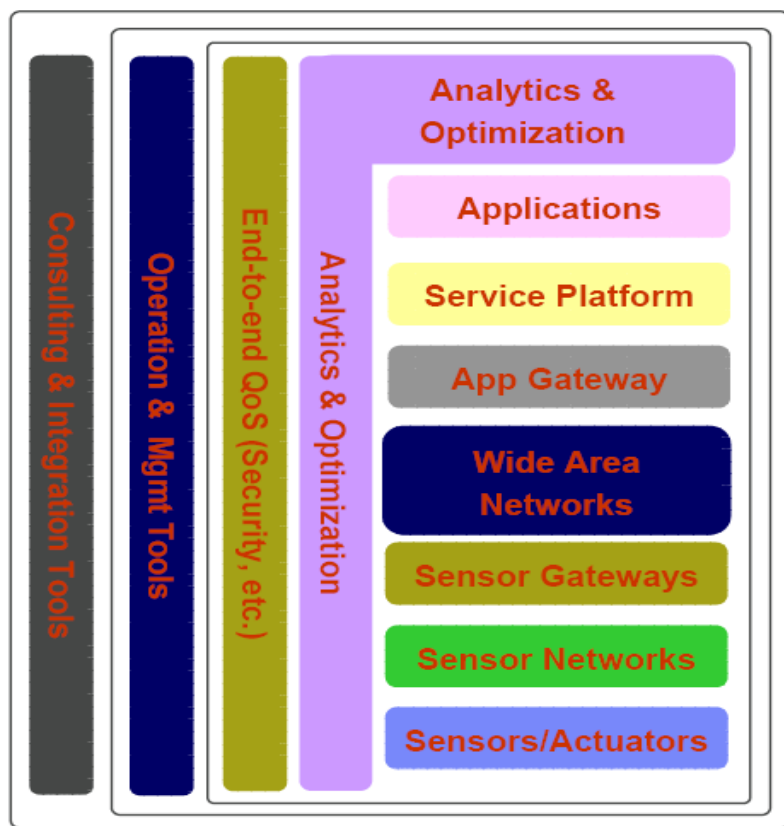 Consulting & Integration Tools
Operation & Mgmt Tools
End-to-end QoS (Security, etc.)
Analytics & Optimization
Analytics &
Optimization
Applications
Service Platform
App Gateway
Wide Area
Networks
Sensor Gateways
Sensor Networks
Sensors/Actuators